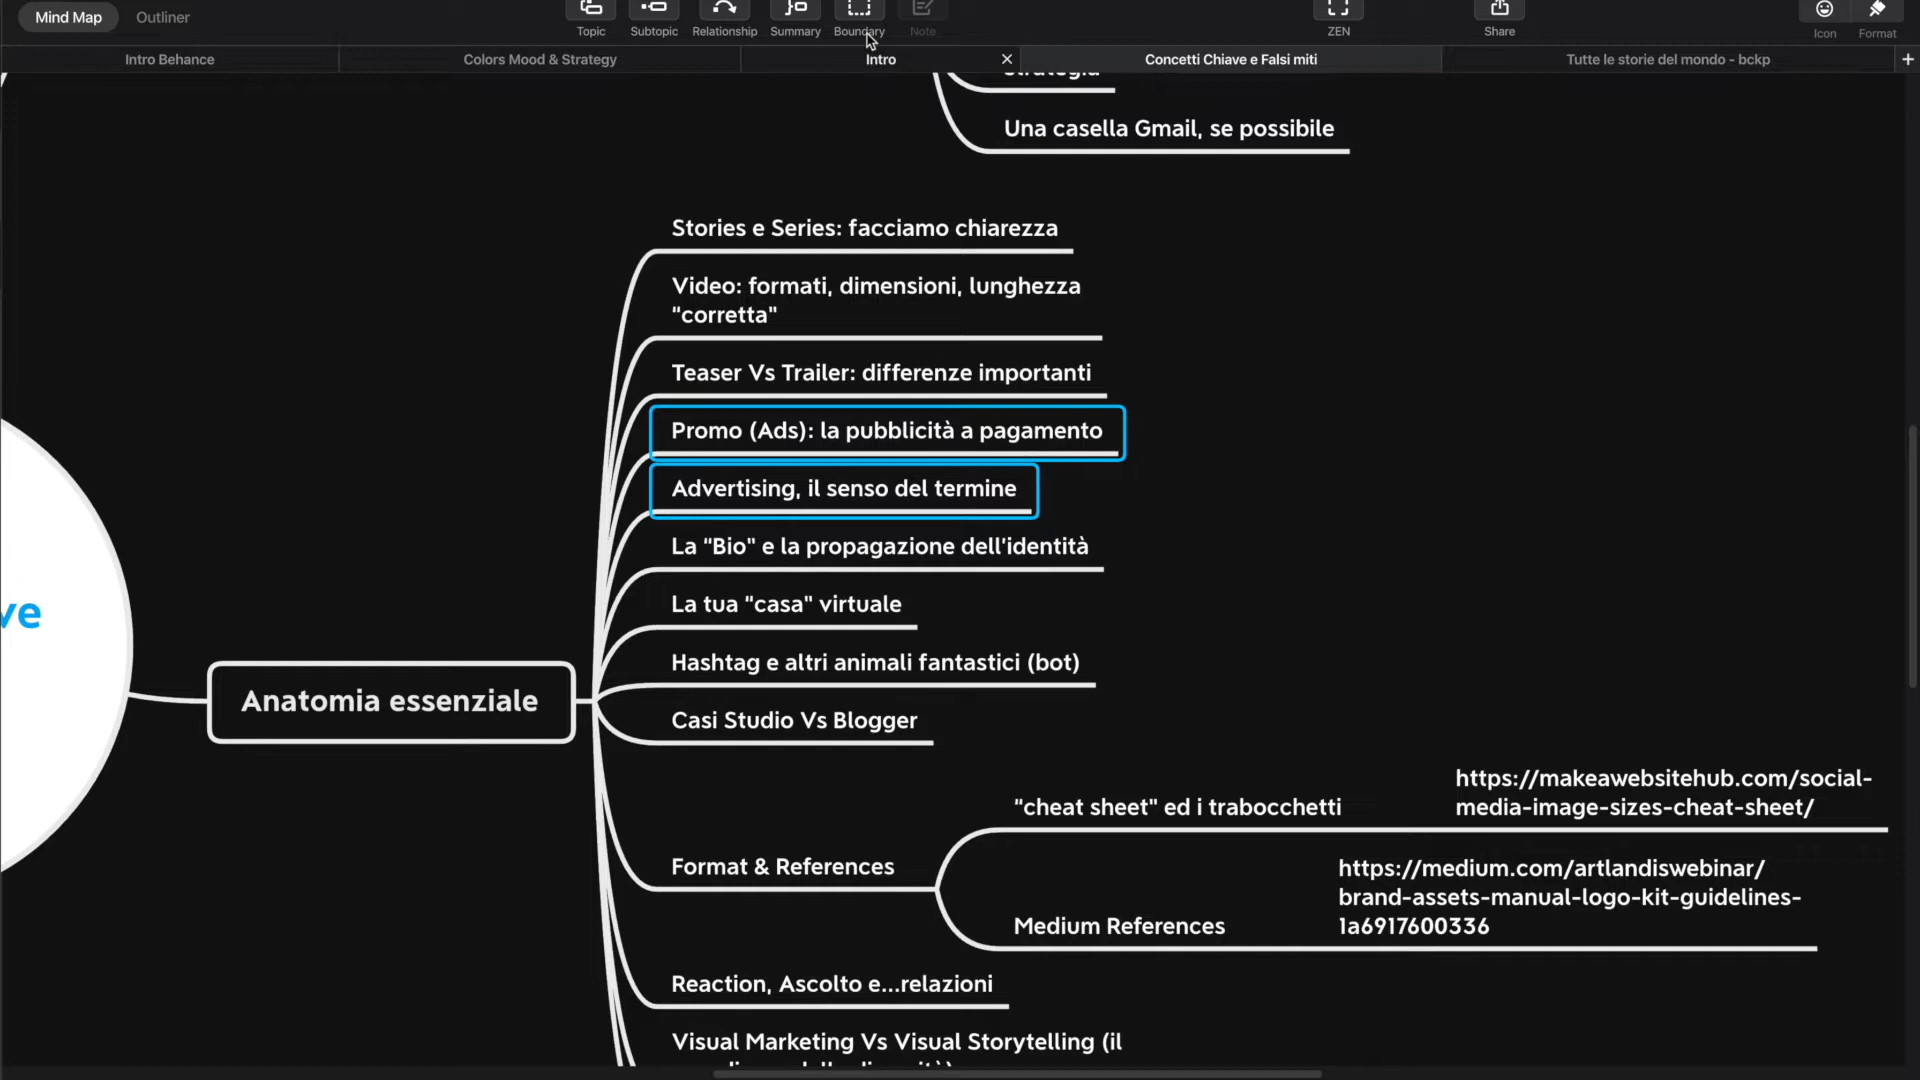 Mind Map
Outliner
Topic
Subtopic
Relationship
Summary
Boundary
Note
ZEN
Share
Icon
Format
Intro Behance
Colors Mood & Strategy
Intro
Concetti Chiave e Falsi miti
Tutte le storie del mondo - bckp
Strategia
Una casella Gmail, se possibile
Stories e Series: facciamo chiarezza
Video: formati, dimensioni, lunghezza
“corretta”
Teaser Vs Trailer: differenze importanti
Promo (Ads): la pubblicità a pagamento
Advertising, il senso del termine
La “Bio” e la propagazione dell'identità
La tua “casa” virtuale
Hashtag e altri animali fantastici (bot)
ve
Anatomia essenziale
Casi Studio Vs Blogger
“cheat sheet” ed i trabocchetti
https://makeawebsitehub.com/social-
media-image-sizes-cheat-sheet/
Format & References
Medium References
https://medium.com/artlandiswebinar/
brand-assets-manual-logo-kit-guidelines-
1a6917600336
Reaction, Ascolto e...relazioni
Visual Marketing Vs Visual Storytelling (il